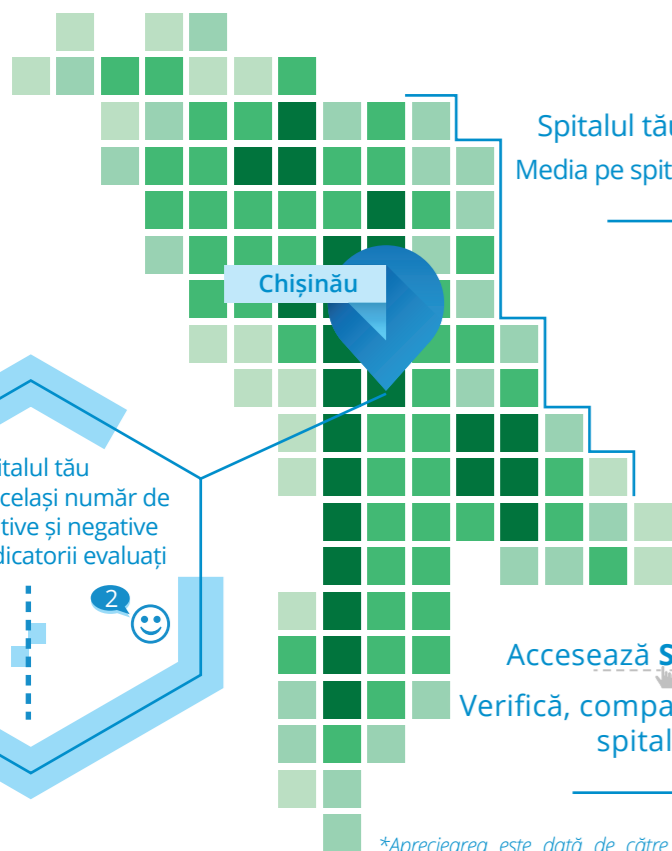 Spitalul tău
Media pe spit
Chișinău
italul tău
același număr de
tive și negative
dicatorii evaluați
2
Accesează S
Verifică, compa
spital
*Aprecierea este dată de către